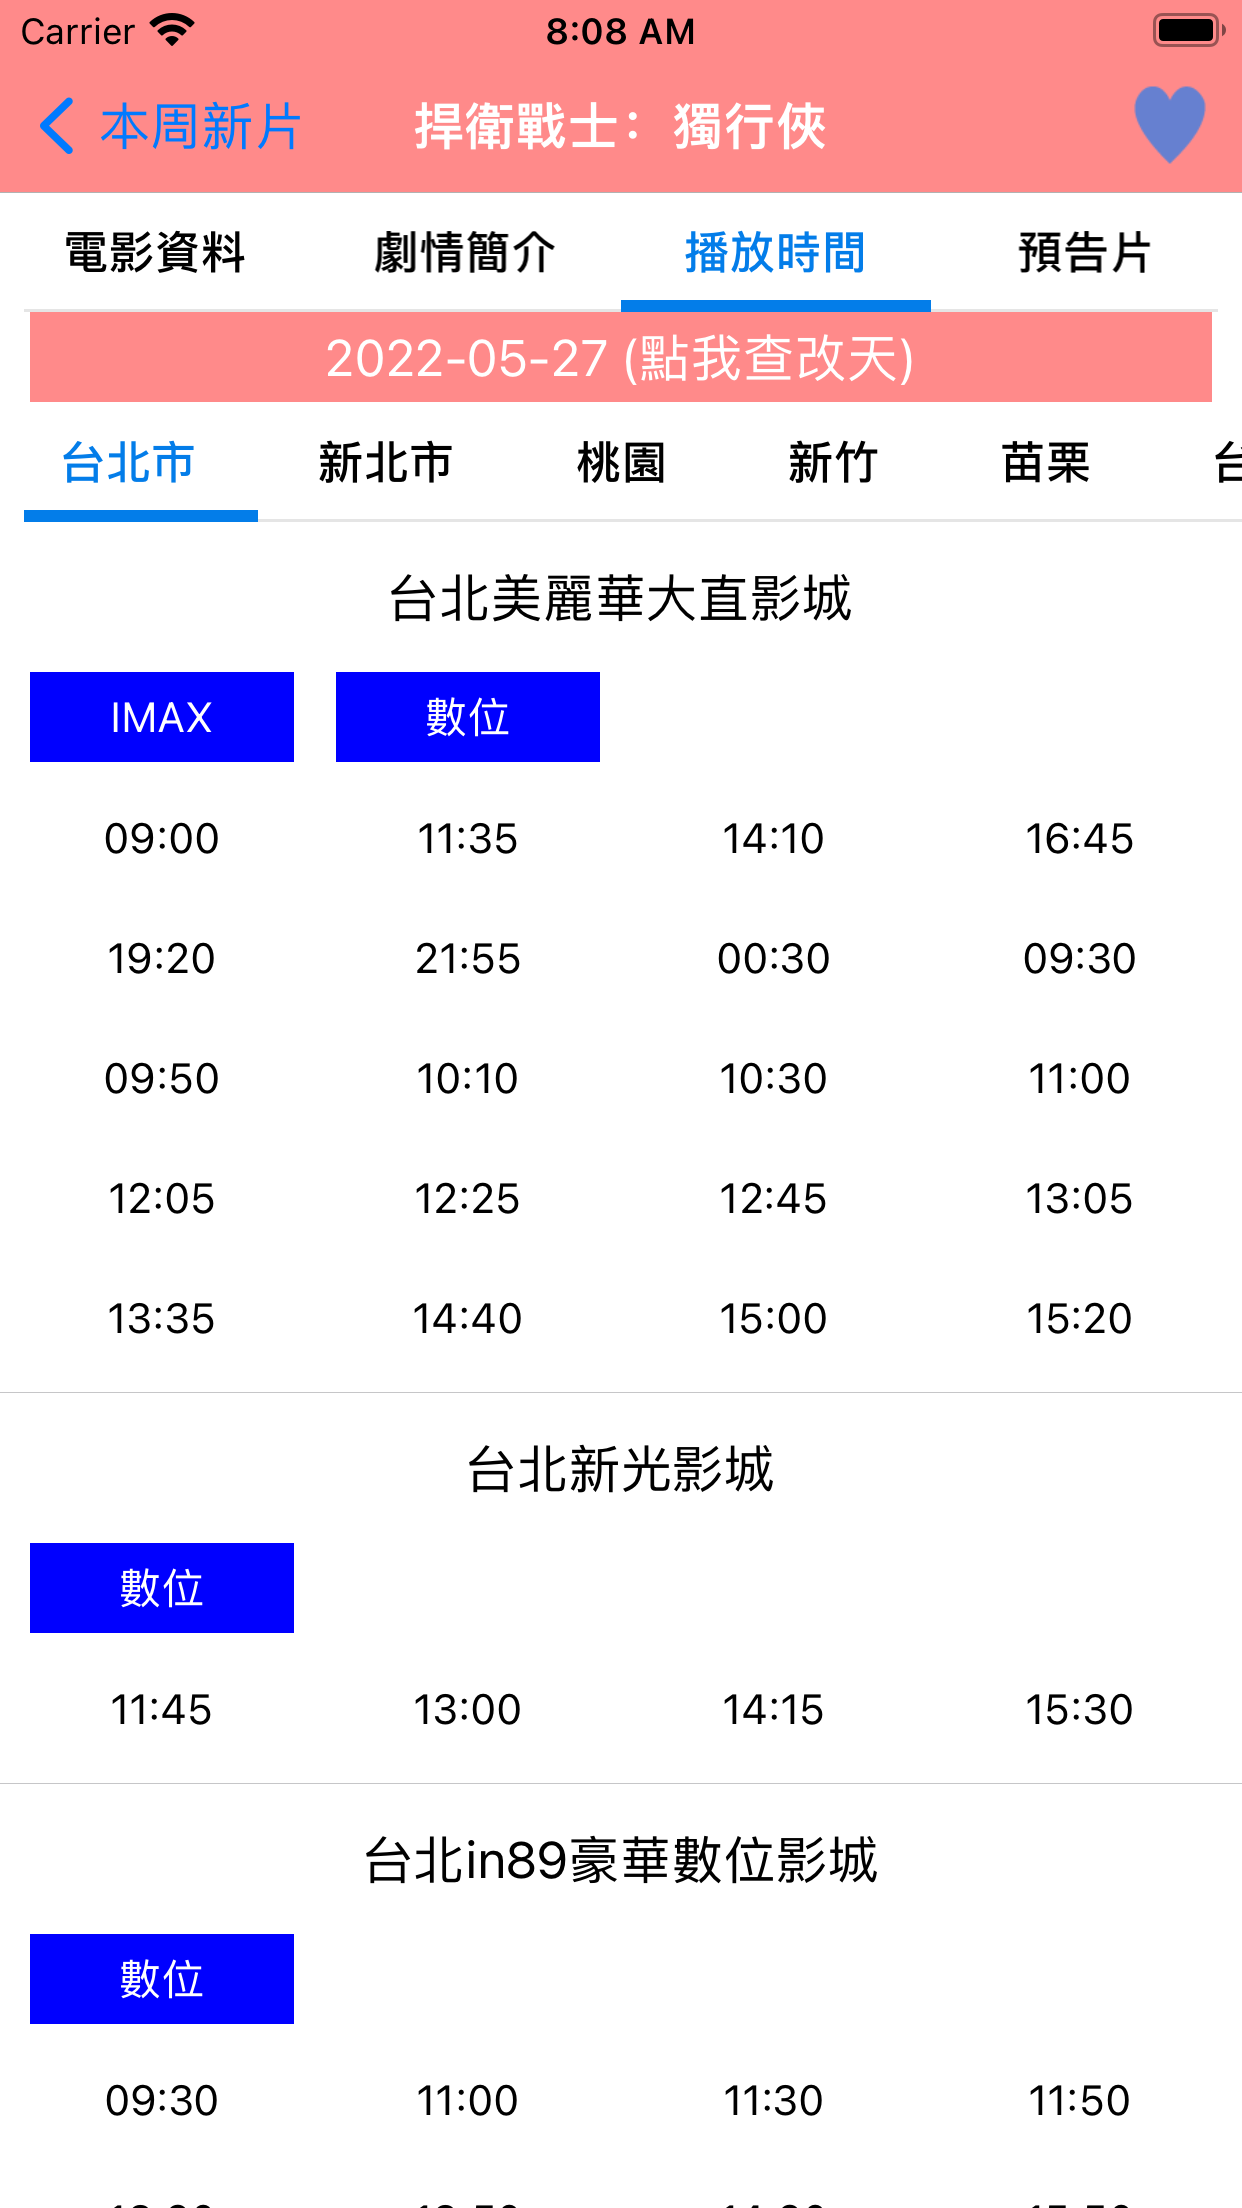 Carrier 8:08 AM
本周新片 捍衛戰士：獨行俠
電影資料 劇情簡介 播放時間 預告片
2022-05-27 (點我查改天)
台北市 新北市 桃園 新竹 苗栗
台北美麗華大直影城
IMAX 數位
09:00 11:35 14:10 16:45
19:20 21:55 00:30 09:30
09:50 10:10 10:30 11:00
12:05 12:25 12:45 13:05
13:35 14:40 15:00 15:20
台北新光影城
數位
11:45 13:00 14:15 15:30
台北in89豪華數位影城
數位
09:30 11:00 11:30 11:50